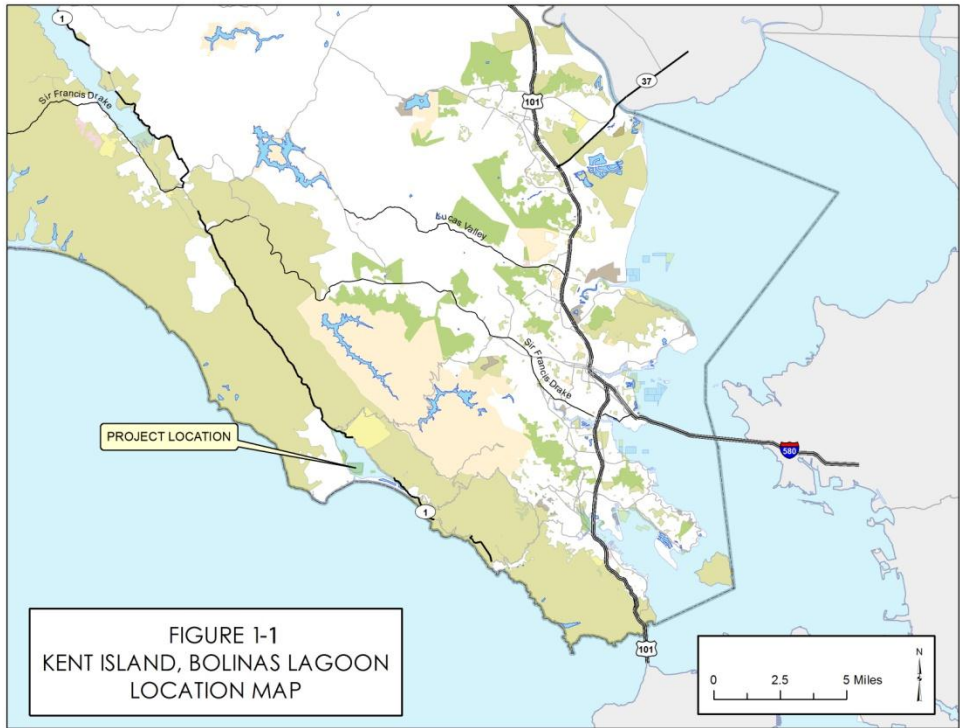 1
Sir Francis Drake
101
37
Lucas Valley
Sir Francis Drake
PROJECT LOCATION
580
1
101
FIGURE 1-1
KENT ISLAND, BOLINAS LAGOON
LOCATION MAP
N
0 2.5 5 Miles